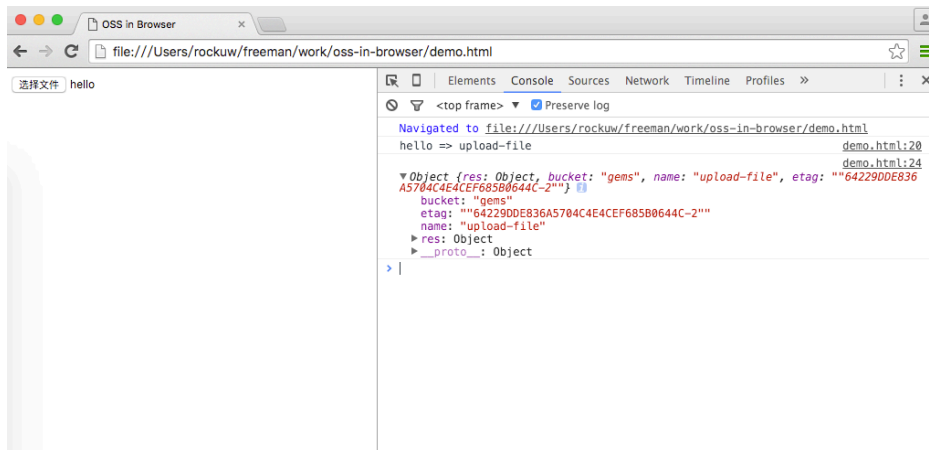 OSS in Browser
file:///Users/rockuw/freeman/work/oss-in-browser/demo.html
选择文件 hello
Elements Console Sources Network Timeline Profiles »
<top frame> ▼ Preserve log
Navigated to file:///Users/rockuw/freeman/work/oss-in-browser/demo.html
hello => upload-file demo.html:20
demo.html:24
▼Object {res: Object, bucket: "gems", name: "upload-file", etag: ""64229DDE836
A5704C4E4CEF685B0644C-2""}
bucket: "gems"
etag: ""64229DDE836A5704C4E4CEF685B0644C-2""
name: "upload-file"
▶res: Object
▶__proto__: Object
>